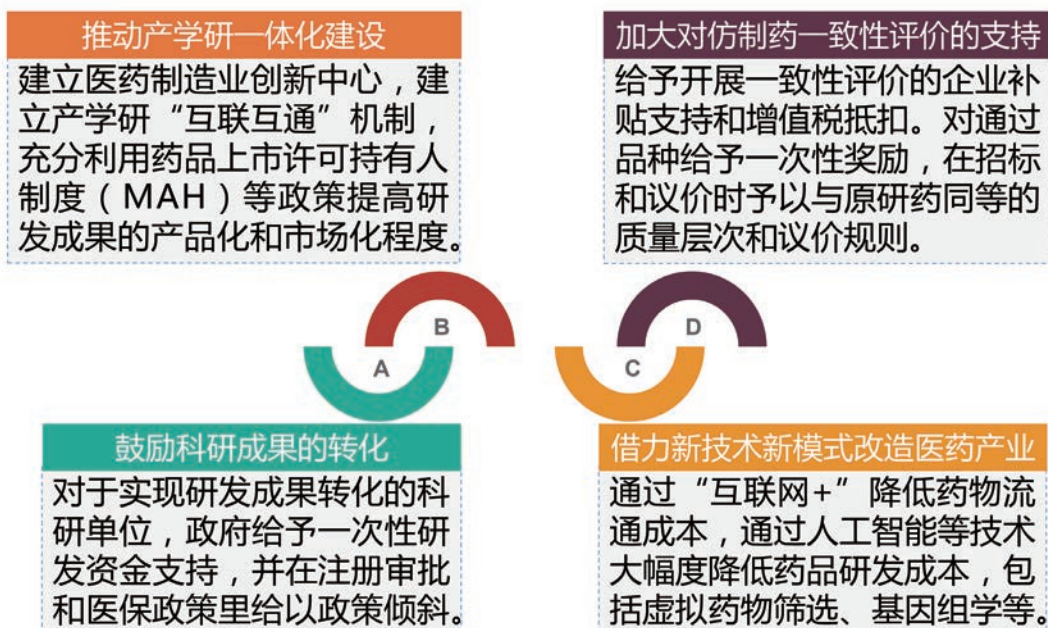 推动产学研一体化建设
建立医药制造业创新中心，建
立产学研“互联互通”机制，
充分利用药品上市许可持有人
制度（MAH）等政策提高研
发成果的产品化和市场化程度。
加大对仿制药一致性评价的支持
给予开展一致性评价的企业补
贴支持和增值税抵扣。对通过
品种给予一次性奖励，在招标
和议价时予以与原研药同等的
质量层次和议价规则。
B
A
D
C
鼓励科研成果的转化
对于实现研发成果转化的科
研单位，政府给予一次性研
发资金支持，并在注册审批
和医保政策里给以政策倾斜。
借力新技术新模式改造医药产业
通过“互联网+”降低药物流
通成本，通过人工智能等技术
大幅度降低药品研发成本，包
括虚拟药物筛选、基因组学等。